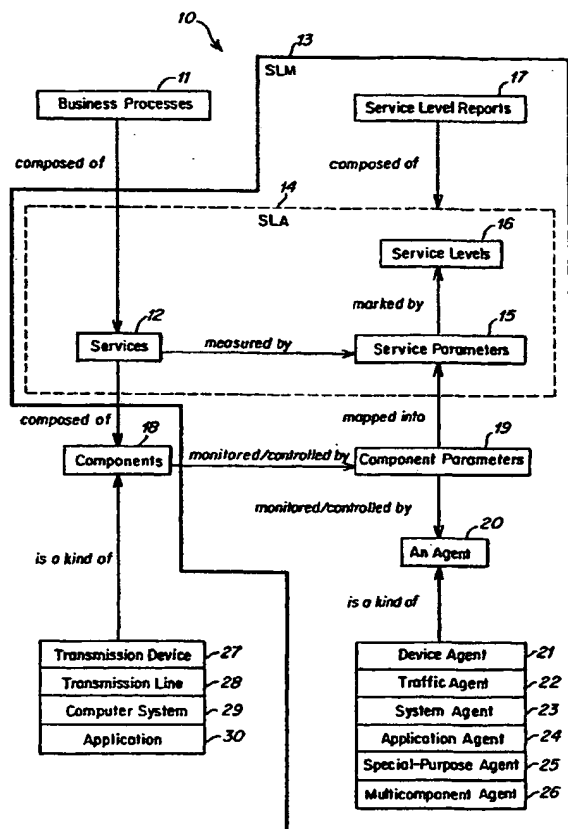 10
13
SLM
11
Business Processes
17
Service Level Reports
composed of
composed of
14
SLA
16
Service Levels
marked by
12
Services
measured by
15
Service Parameters
composed of
mapped into
18
Components
monitored/controlled by
19
Component Parameters
monitored/controlled by
20
An Agent
is a kind of
is a kind of
Transmission Device 27
Transmission Line 28
Computer System 29
Application 30
Device Agent 21
Traffic Agent 22
System Agent 23
Application Agent 24
Special-Purpose Agent 25
Multicomponent Agent 26